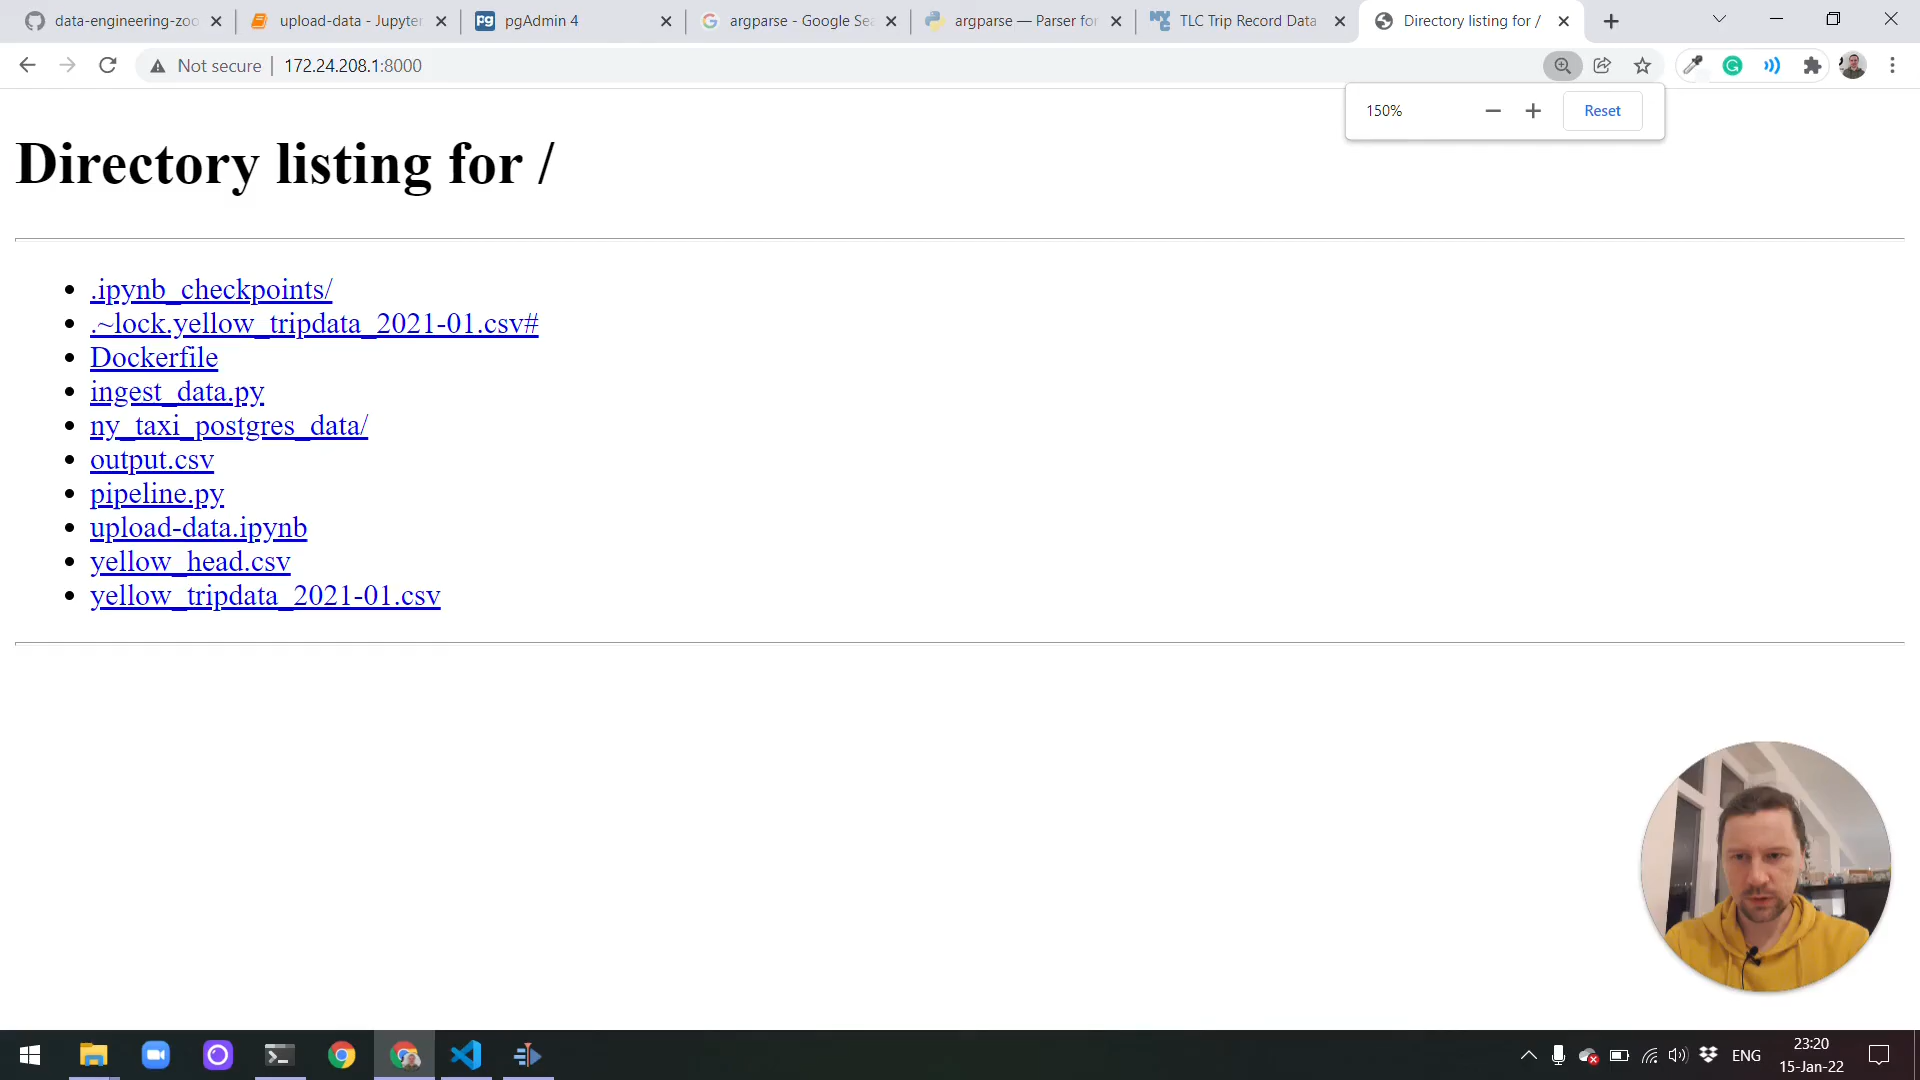 data-engineering-zoo
upload-data - Jupyter
pgAdmin 4
argparse - Google Sea
argparse — Parser for
TLC Trip Record Data
Directory listing for /
Not secure
172.24.208.1:8000
150%
Reset
Directory listing for /
.ipynb_checkpoints/
.~lock.yellow_tripdata_2021-01.csv#
Dockerfile
ingest_data.py
ny_taxi_postgres_data/
output.csv
pipeline.py
upload-data.ipynb
yellow_head.csv
yellow_tripdata_2021-01.csv
ENG
23:20
15-Jan-22